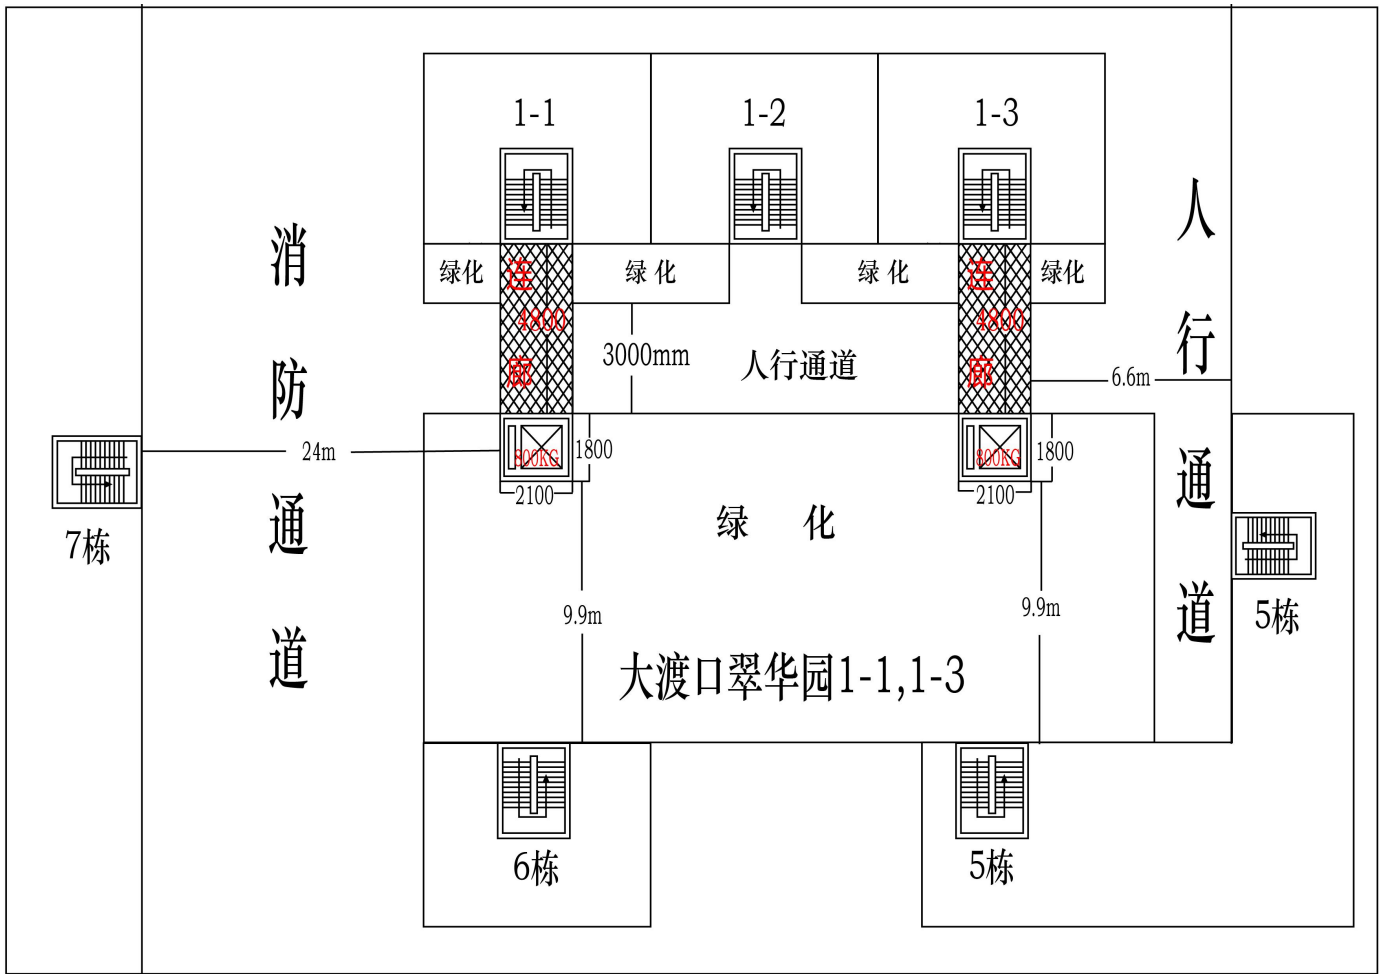 1-1
1-2
1-3
绿化
连
4800
廊
绿 化
绿 化
连
4800
廊
绿化
3000mm
人行通道
6.6m
消
防
通
道
人
行
通
道
24m
800KG
1800
2100
800KG
1800
2100
7栋
绿 化
5栋
9.9m
9.9m
大渡口翠华园1-1,1-3
6栋
5栋